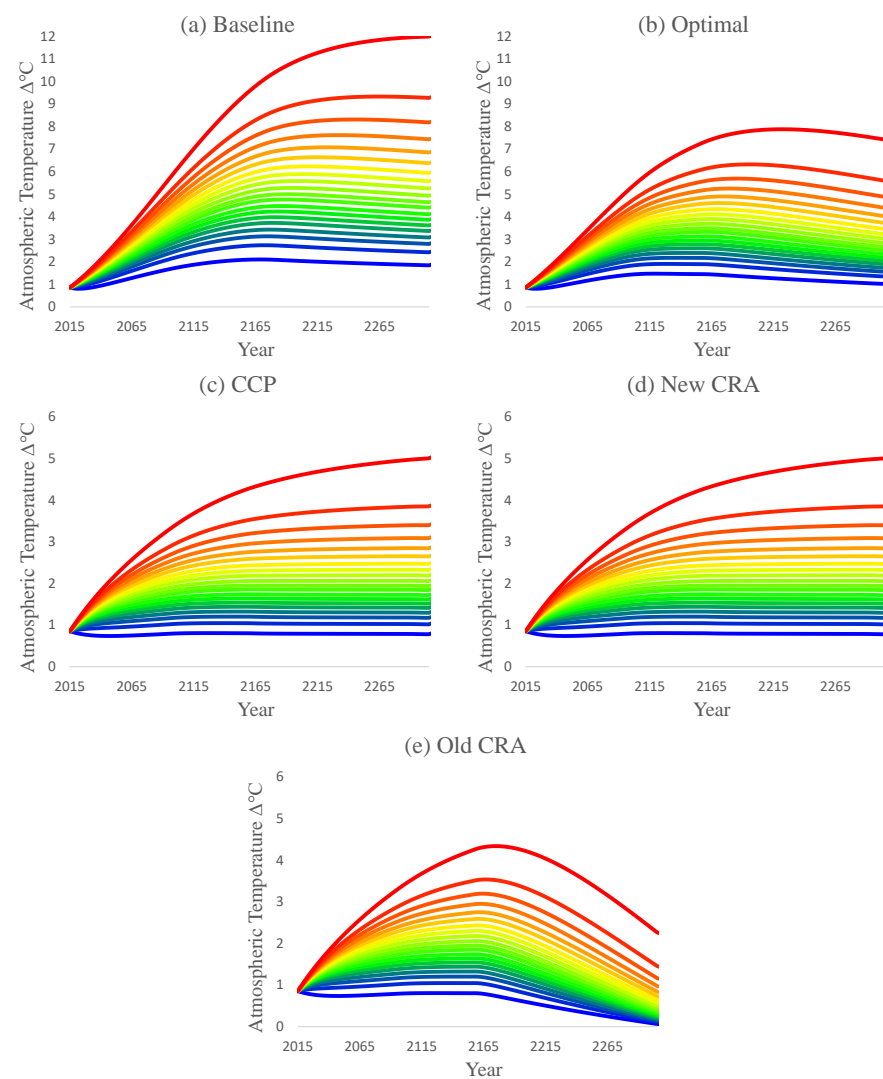 (a) Baseline
Atmospheric Temperature Δ°C
12
11
10
9
8
7
6
5
4
3
2
1
0
2015 2065 2115 2165 2215 2265
Year
(b) Optimal
Atmospheric Temperature Δ°C
12
11
10
9
8
7
6
5
4
3
2
1
0
2015 2065 2115 2165 2215 2265
Year
(c) CCP
Atmospheric Temperature Δ°C
6
5
4
3
2
1
0
2015 2065 2115 2165 2215 2265
Year
(d) New CRA
Atmospheric Temperature Δ°C
6
5
4
3
2
1
0
2015 2065 2115 2165 2215 2265
Year
(e) Old CRA
Atmospheric Temperature Δ°C
6
5
4
3
2
1
0
2015 2065 2115 2165 2215 2265
Year